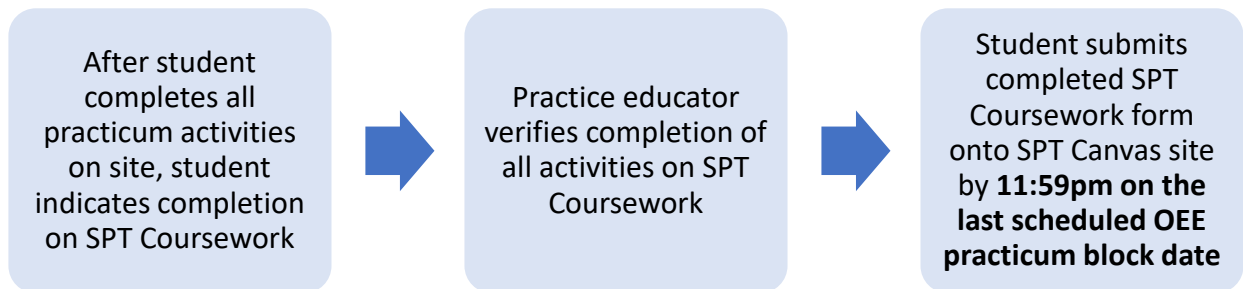 After student
completes all
practicum activities
on site, student
indicates completion
on SPT Coursework
Practice educator
verifies completion of
all activities on SPT
Coursework
Student submits
completed SPT
Coursework form
onto SPT Canvas site
by 11:59pm on the
last scheduled OEE
practicum block date